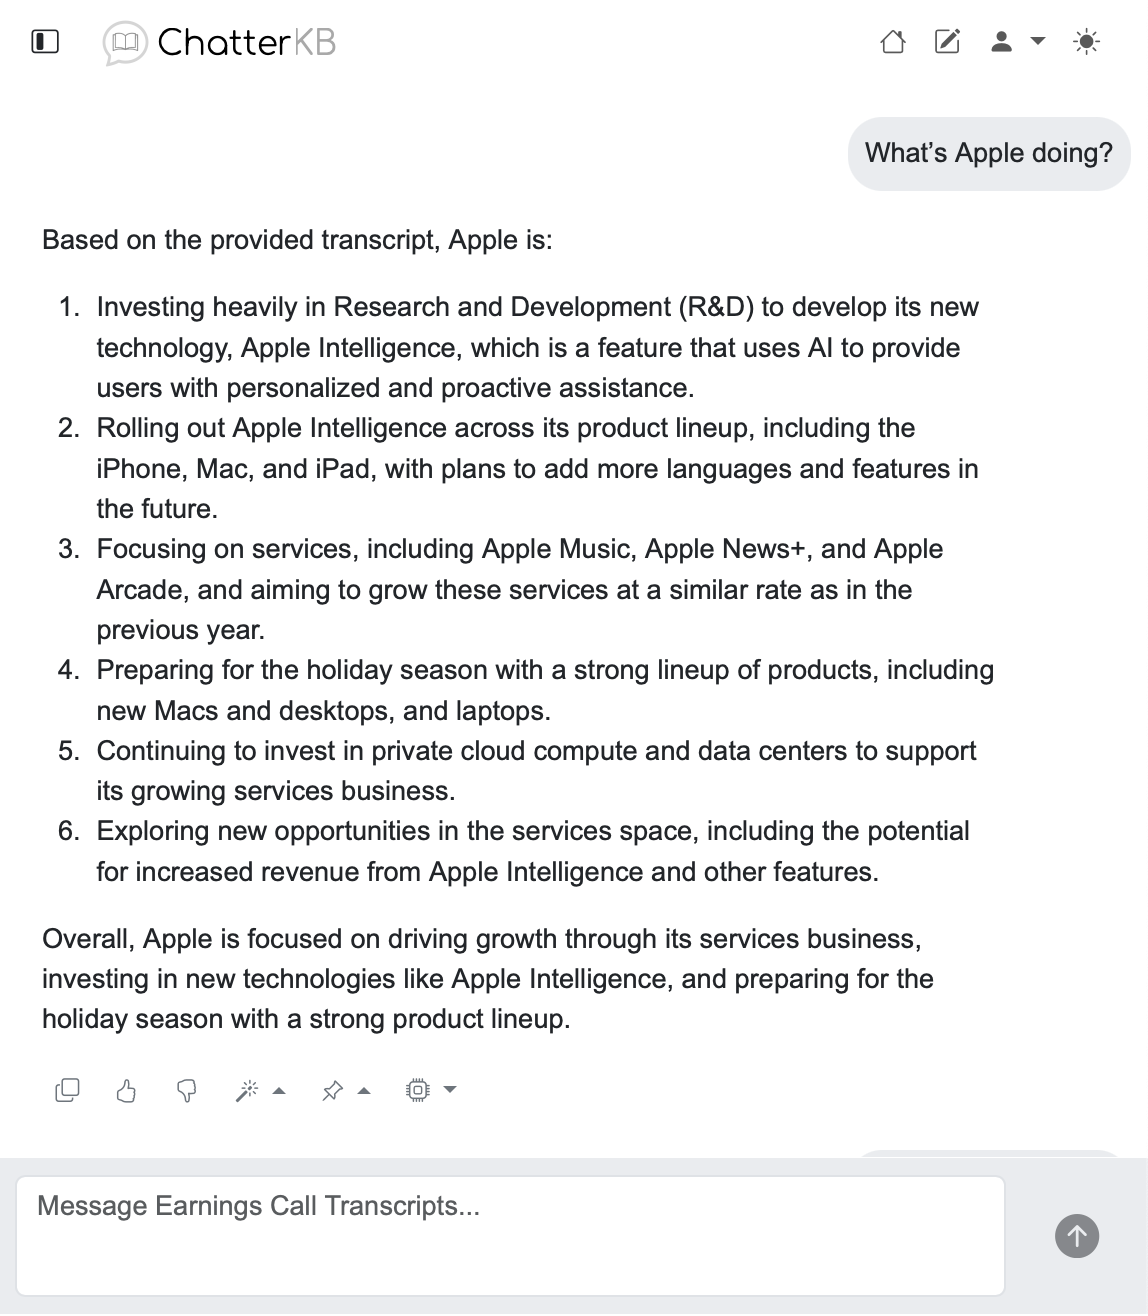 ChatterKB
What’s Apple doing?
Based on the provided transcript, Apple is:
1. Investing heavily in Research and Development (R&D) to develop its new
technology, Apple Intelligence, which is a feature that uses AI to provide
users with personalized and proactive assistance.
2. Rolling out Apple Intelligence across its product lineup, including the
iPhone, Mac, and iPad, with plans to add more languages and features in
the future.
3. Focusing on services, including Apple Music, Apple News+, and Apple
Arcade, and aiming to grow these services at a similar rate as in the
previous year.
4. Preparing for the holiday season with a strong lineup of products, including
new Macs and desktops, and laptops.
5. Continuing to invest in private cloud compute and data centers to support
its growing services business.
6. Exploring new opportunities in the services space, including the potential
for increased revenue from Apple Intelligence and other features.
Overall, Apple is focused on driving growth through its services business,
investing in new technologies like Apple Intelligence, and preparing for the
holiday season with a strong product lineup.
Message Earnings Call Transcripts...